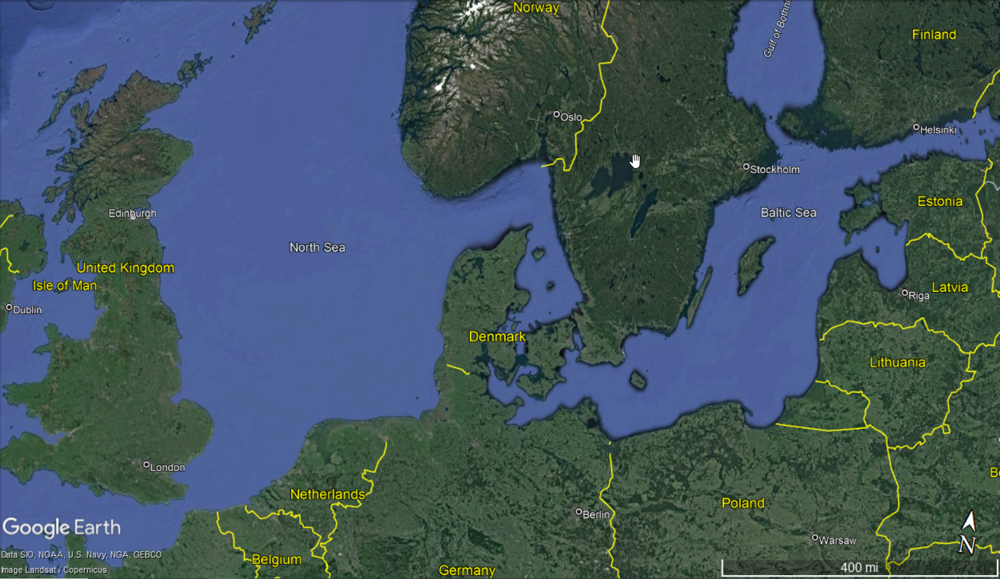 Norway
Gulf of Bothni
Finland
Oslo
Helsinki
Stockholm
Edinburgh
Baltic Sea
Estonia
North Sea
United Kingdom
Isle of Man
Latvia
Riga
Dublin
Denmark
Lithuania
London
Netherlands
Poland
Berlin
Warsaw
Belgium
Germany
Google Earth
Data SIO, NOAA, U.S. Navy, NGA, GEBCO
Image Landsat / Copernicus
N
400 mi